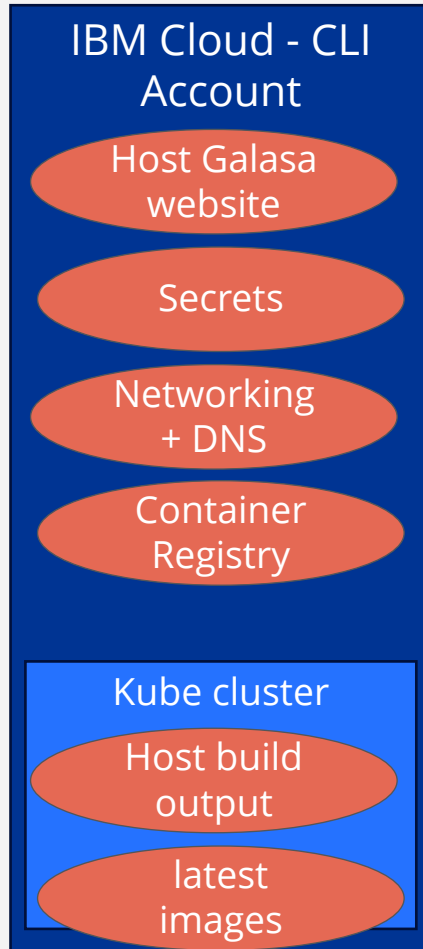 IBM Cloud - CLI
Account
Host Galasa
website
Secrets
Networking
+ DNS
Container
Registry
Kube cluster
Host build
output
latest
images